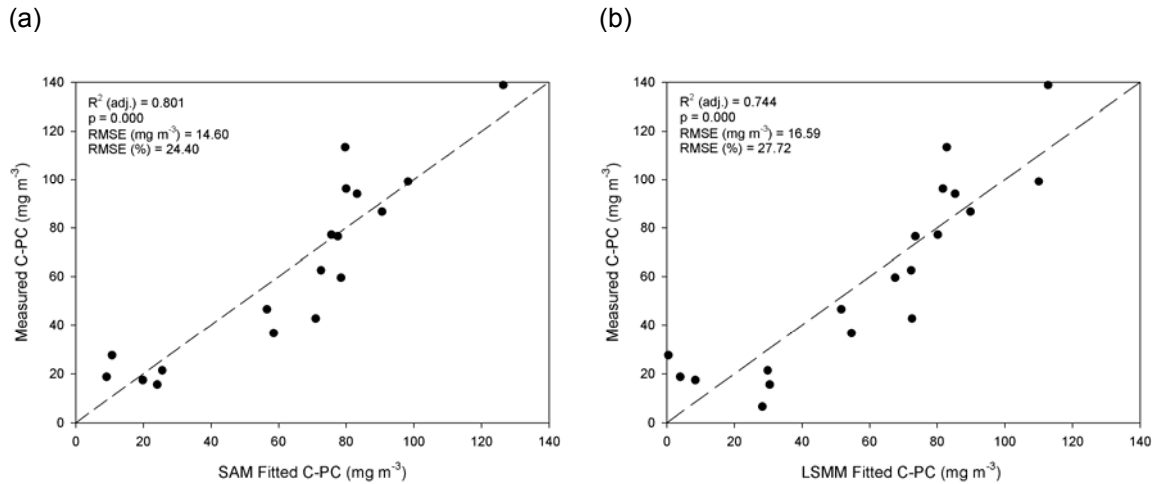 (a)
(b)
R² (adj.) = 0.801
p = 0.000
RMSE (mg m⁻³) = 14.60
RMSE (%) = 24.40
Measured C-PC (mg m⁻³)
140
120
100
80
60
40
20
0
0 20 40 60 80 100 120 140
SAM Fitted C-PC (mg m⁻³)
R² (adj.) = 0.744
p = 0.000
RMSE (mg m⁻³) = 16.59
RMSE (%) = 27.72
Measured C-PC (mg m⁻³)
140
120
100
80
60
40
20
0
0 20 40 60 80 100 120 140
LSMM Fitted C-PC (mg m⁻³)